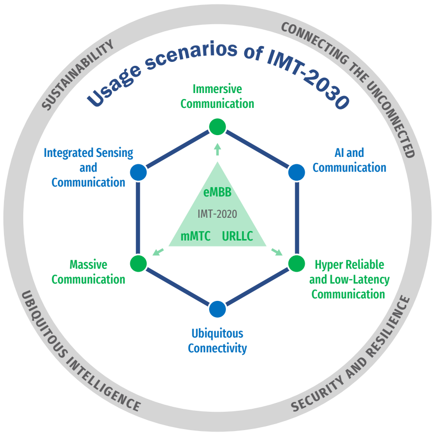 SUSTAINABILITY
CONNECTING THE UNCONNECTED
Usage scenarios of IMT-2030
Immersive
Communication
Integrated Sensing
and
Communication
AI and
Communication
eMBB
IMT-2020
mMTC
URLLC
Massive
Communication
Hyper Reliable
and Low-Latency
Communication
Ubiquitous
Connectivity
UBIQUITOUS INTELLIGENCE
SECURITY AND RESILIENCE